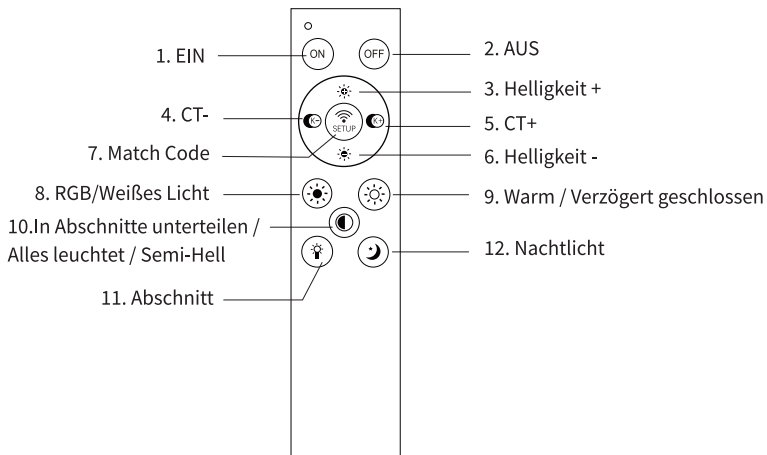 1. EIN
ON
OFF
2. AUS
3. Helligkeit +
4. CT-
K-
SETUP
K+
5. CT+
7. Match Code
6. Helligkeit -
8. RGB/Weißes Licht
9. Warm / Verzögert geschlossen
10.In Abschnitte unterteilen /
Alles leuchtet / Semi-Hell
12. Nachtlicht
11. Abschnitt